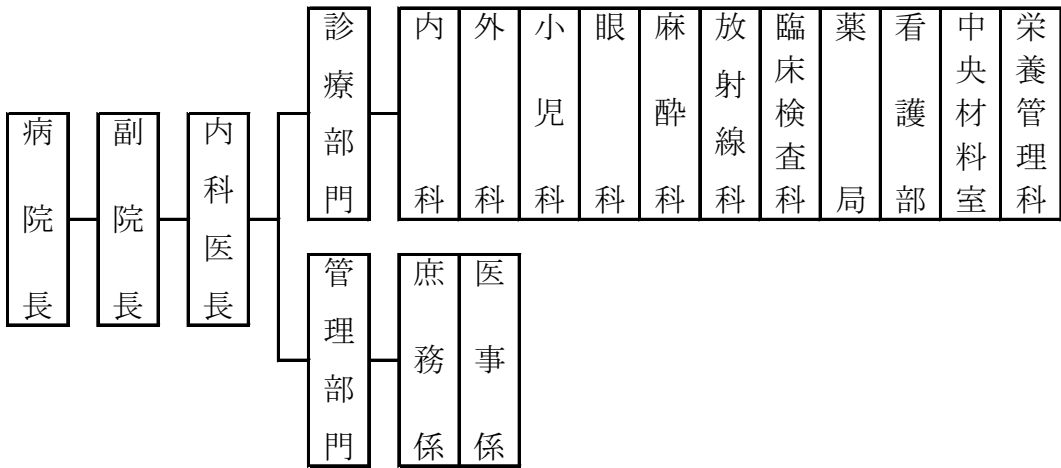 病院長
副院長
内科医長
診療部門
内科
外科
小児科
眼科
麻酔科
放射線科
臨床検査科
薬局
看護部
中央材料室
栄養管理科
管理部門
庶務係
医事係